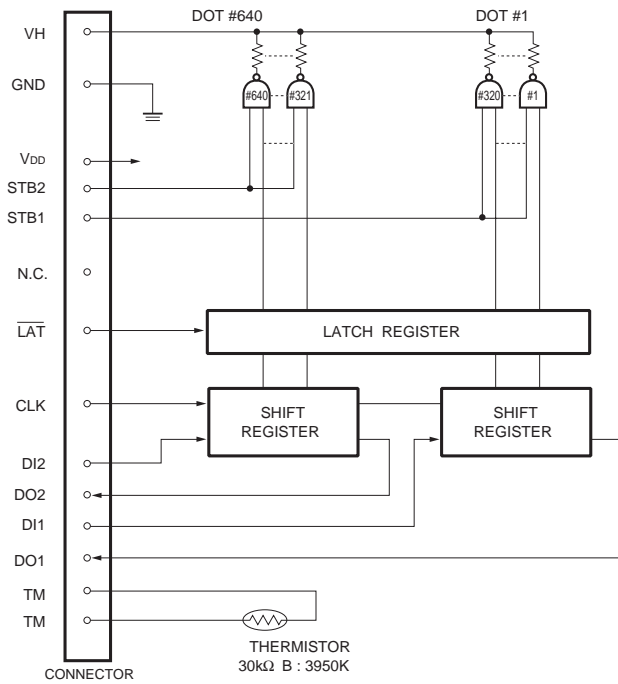 DOT #640 DOT #1
VH
GND
#640 #321 #320 #1
VDD
STB2
STB1
N.C.
LAT
LATCH REGISTER
CLK
SHIFT
REGISTER
SHIFT
REGISTER
DI2
DO2
DI1
DO1
TM
TM
THERMISTOR
30kΩ B : 3950K
CONNECTOR